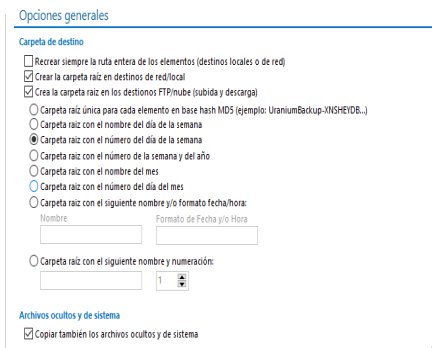 Opciones generales
Carpeta de destino
Recrear siempre la ruta entera de los elementos (destinos locales o de red)
Crear la carpeta raíz en destinos de red/local
Crea la carpeta raiz en los destionos FTP/nube (subida y descarga)
Carpeta raíz única para cada elemento en base hash MD5 (ejemplo: UraniumBackup-XNSHEYDB...)
Carpeta raiz con el nombre del día de la semana
Carpeta raiz con el número del día de la semana
Carpeta raiz con el número de la semana y del año
Carpeta raiz con el nombre del mes
Carpeta raiz con el número del día del mes
Carpeta raiz con el siguiente nombre y/o formato fecha/hora:
Nombre Formato de Fecha y/o Hora
Carpeta raíz con el siguiente nombre y numeración:
1
Archivos ocultos y de sistema
Copiar también los archivos ocultos y de sistema